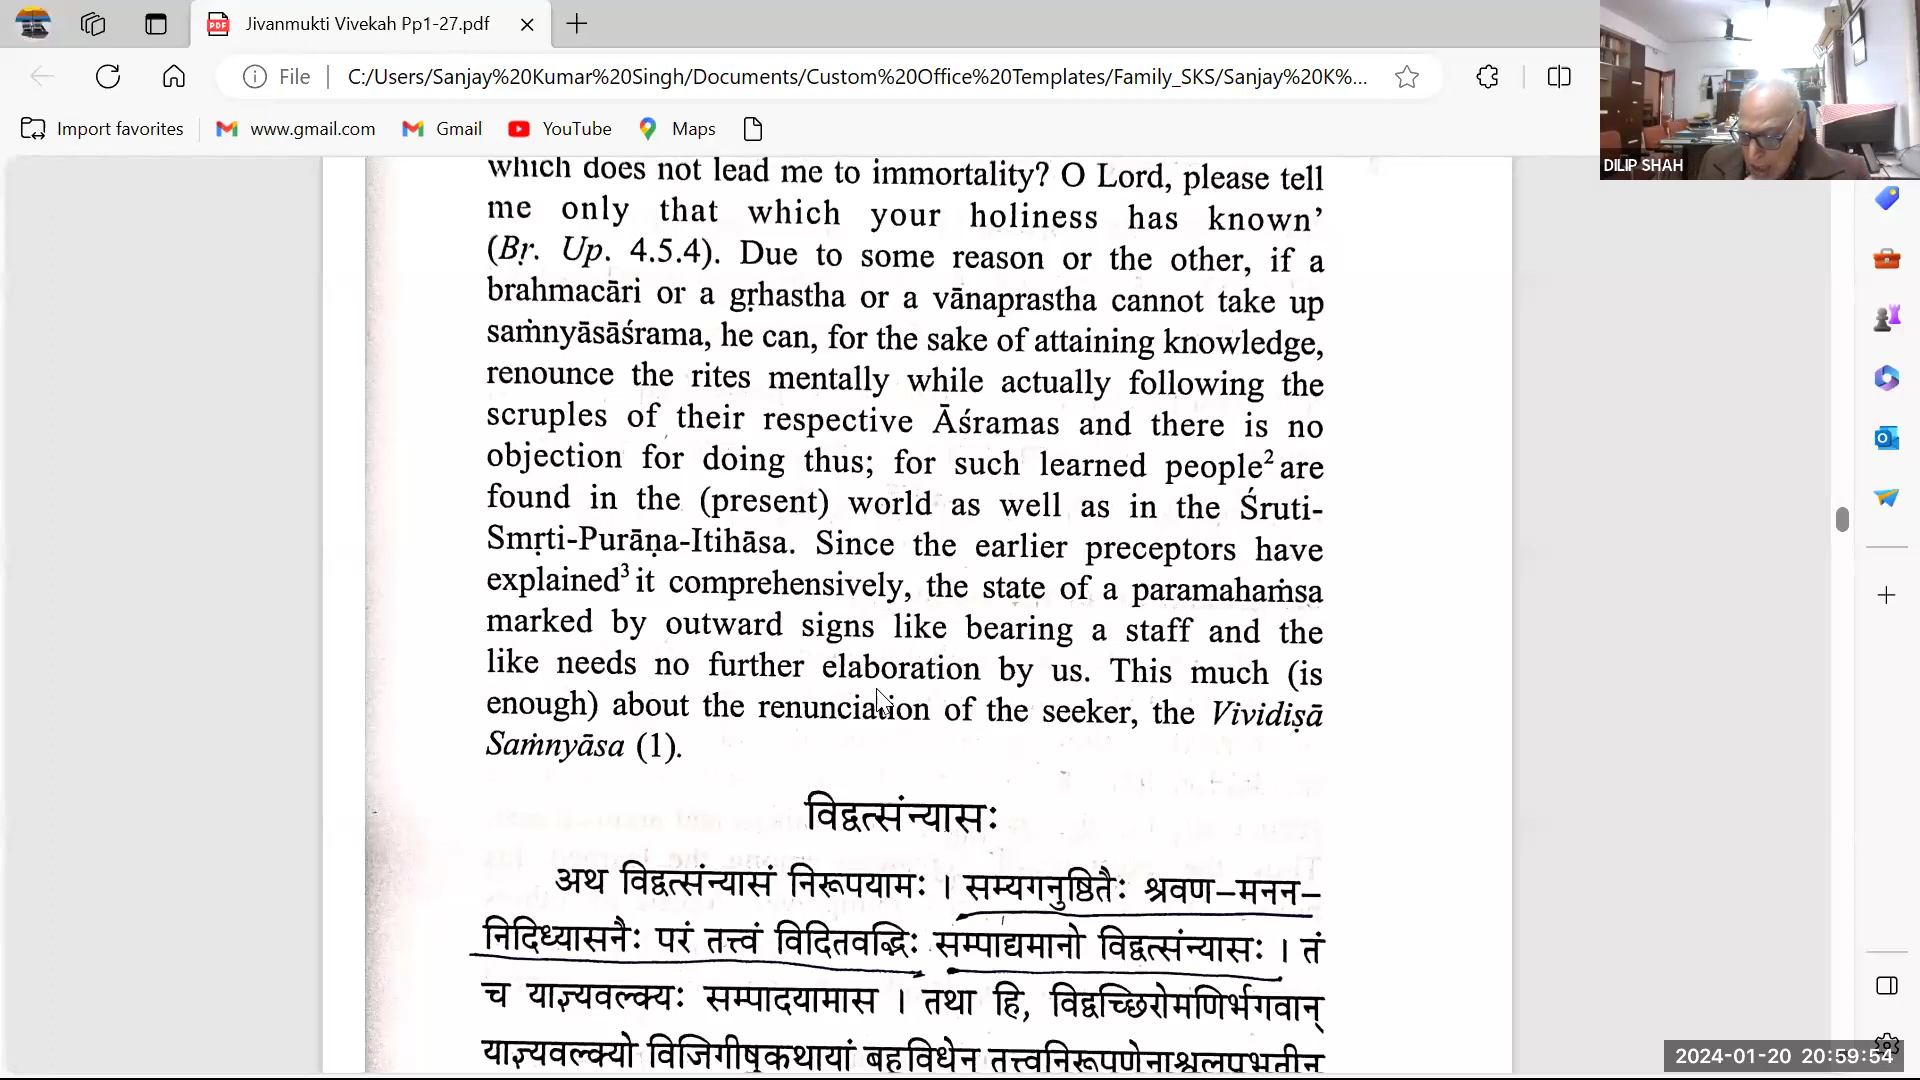 Jivanmukti Vivekah Pp1-27.pdf
File
C:/Users/Sanjay%20Kumar%20Singh/Documents/Custom%20Office%20Templates/Family_SKS/Sanjay%20K%...
Import favorites
www.gmail.com
Gmail
YouTube
Maps
DILIP SHAH
which does not lead me to immortality? O Lord, please tell
me only that which your holiness has known’
(Bṛ. Up. 4.5.4). Due to some reason or the other, if a
brahmacāri or a gṛhastha or a vānaprastha cannot take up
saṁnyāsāśrama, he can, for the sake of attaining knowledge,
renounce the rites mentally while actually following the
scruples of their respective Āśramas and there is no
objection for doing thus; for such learned people² are
found in the (present) world as well as in the Śruti-
Smṛti-Purāṇa-Itihāsa. Since the earlier preceptors have
explained³ it comprehensively, the state of a paramahaṁsa
marked by outward signs like bearing a staff and the
like needs no further elaboration by us. This much (is
enough) about the renunciation of the seeker, the Vividiṣā
Saṁnyāsa (1).
विद्वत्संन्यासः
अथ विद्वत्संन्यासं निरूपयामः । सम्यगनुष्ठितैः श्रवण–मनन–
निदिध्यासनैः परं तत्त्वं विदितवद्भिः सम्पाद्यमानो विद्वत्संन्यासः । तं
च याज्ञ्यवल्क्यः सम्पादयामास । तथा हि, विद्वच्छिरोमणिर्भगवान्
याज्ञ्यवल्क्यो विजिगीषुकथायां बहुविधेन तत्त्वनिरूपणेनाश्वलप्रभृतीन्
2024-01-20 20:59:54